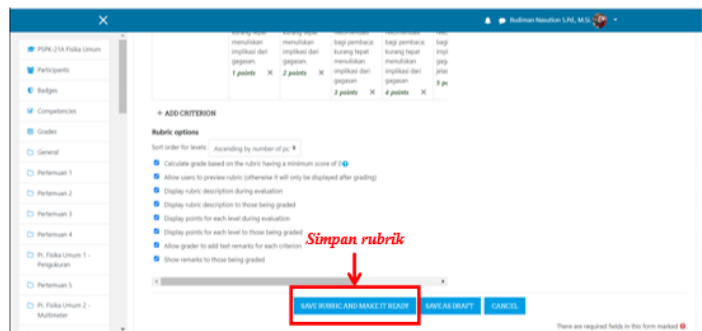 Budiman Nasution S.Pd, M.Si.
PSPK-21A Fisika Umum
Participants
Badges
Competencies
Grades
General
Pertemuan 1
Pertemuan 2
Pertemuan 3
Pertemuan 4
Pr. Fisika Umum 1 -
Pengukuran
Pertemuan 5
Pr. Fisika Umum 2 -
Multimeter
kurang tepat
menuliskan
implikasi dari
gagasan.
1 points
kurang tepat
menuliskan
implikasi dari
gagasan.
2 points
rekomendasi
bagi pembaca;
kurang tepat
menuliskan
implikasi dari
gagasan
3 points
rekomendasi
bagi pembaca;
kurang tepat
menuliskan
implikasi dari
gagasan
4 points
+ ADD CRITERION
Rubric options
Sort order for levels: Ascending by number of pc
Calculate grade based on the rubric having a minimum score of 0
Allow users to preview rubric (otherwise it will only be displayed after grading)
Display rubric description during evaluation
Display rubric description to those being graded
Display points for each level during evaluation
Display points for each level to those being graded
Allow grader to add text remarks for each criterion
Show remarks to those being graded
Simpan rubrik
SAVE RUBRIC AND MAKE IT READY
SAVE AS DRAFT
CANCEL
There are required fields in this form marked